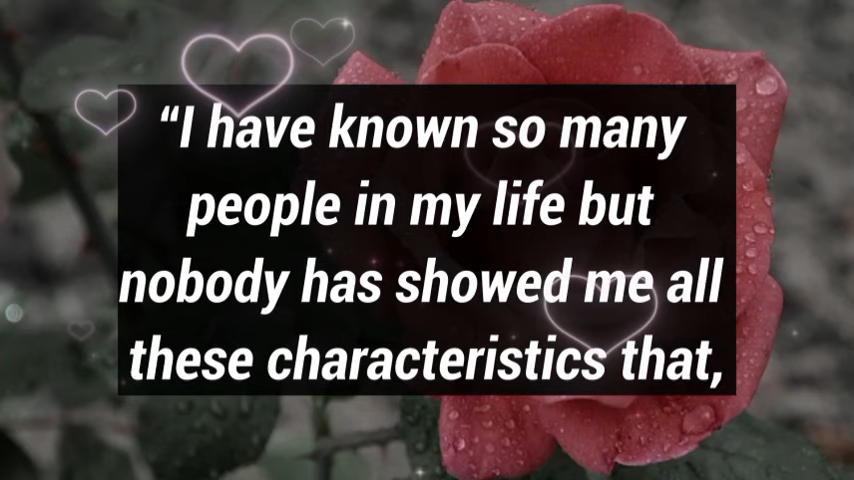 “I have known so many
people in my life but
nobody has showed me all
these characteristics that,